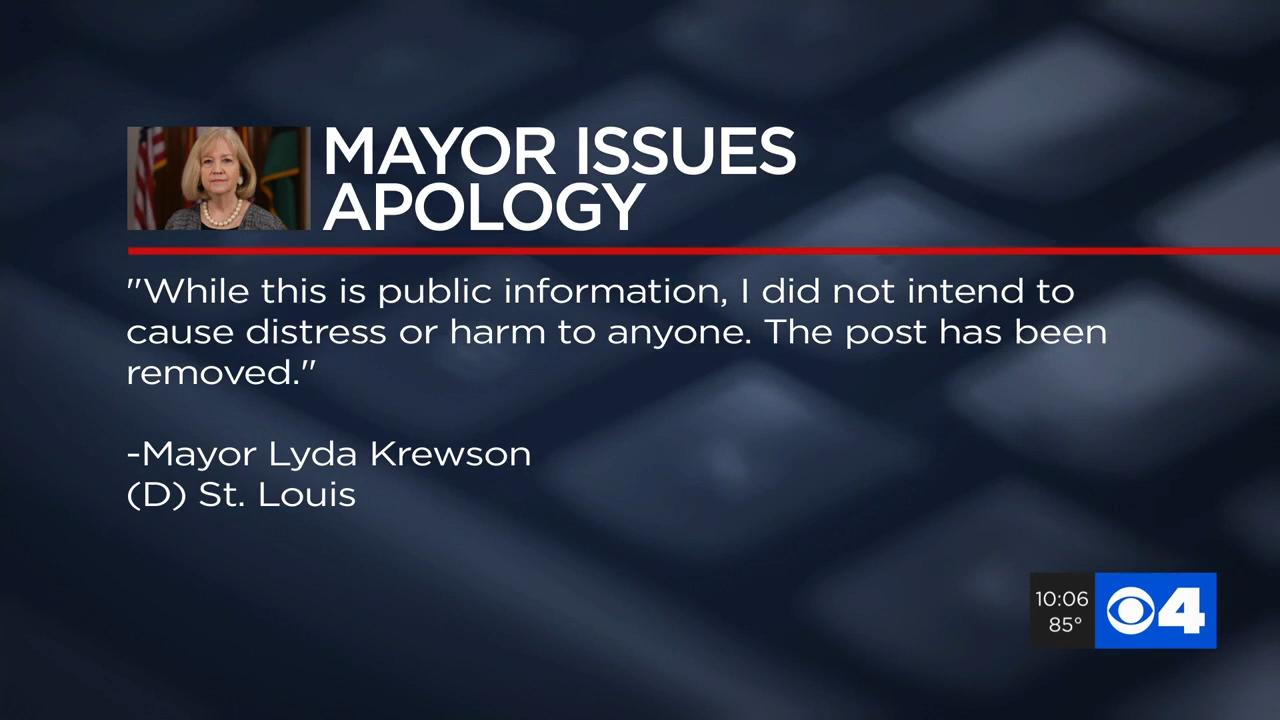 MAYOR ISSUES
APOLOGY
"While this is public information, I did not intend to
cause distress or harm to anyone. The post has been
removed."
-Mayor Lyda Krewson
(D) St. Louis
10:06
85°
4